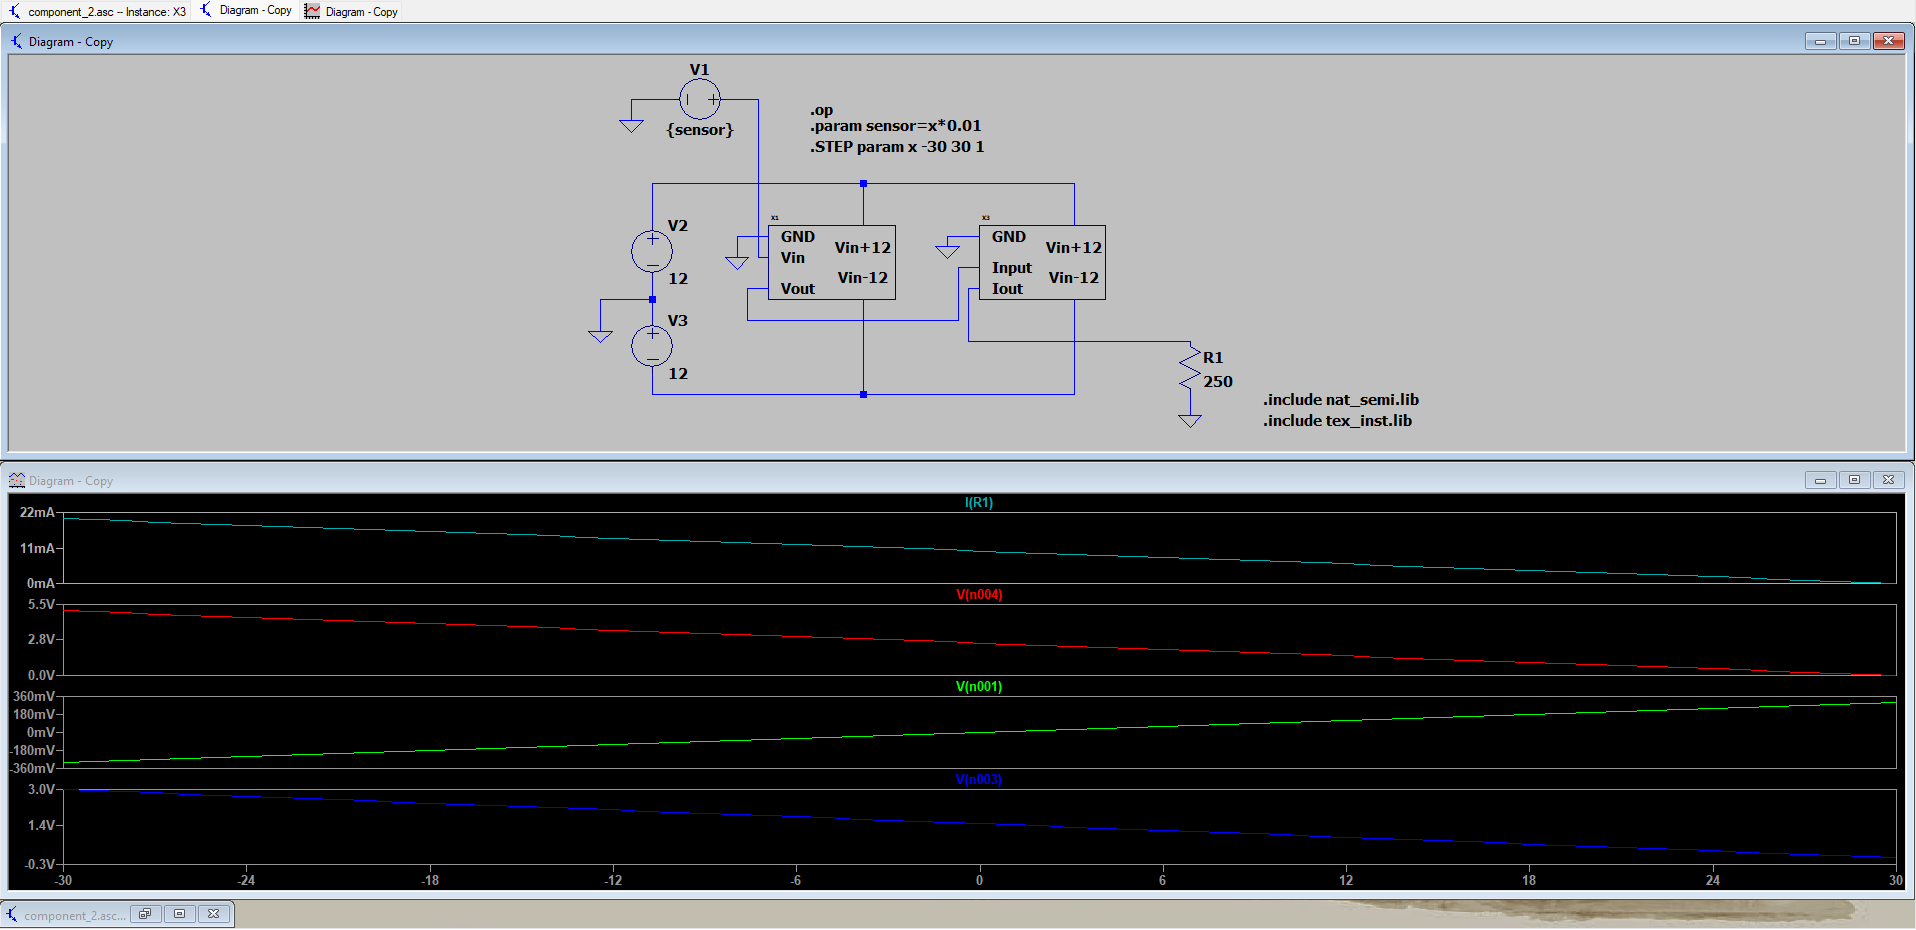 component_2.asc -- Instance: X3
Diagram - Copy
Diagram - Copy
Diagram - Copy
V1
{sensor}
.op
.param sensor=x*0.01
.STEP param x -30 30 1
V2
12
V3
12
X1
GND
Vin+12
Vin
Vin-12
Vout
X3
GND
Vin+12
Input
Vin-12
Iout
R1
250
.include nat_semi.lib
.include tex_inst.lib
Diagram - Copy
I(R1)
22mA
11mA
0mA
V(n004)
5.5V
2.8V
0.0V
V(n001)
360mV
180mV
0mV
-180mV
-360mV
V(n003)
3.0V
1.4V
-0.3V
-30 -24 -18 -12 -6 0 6 12 18 24 30
component_2.asc...